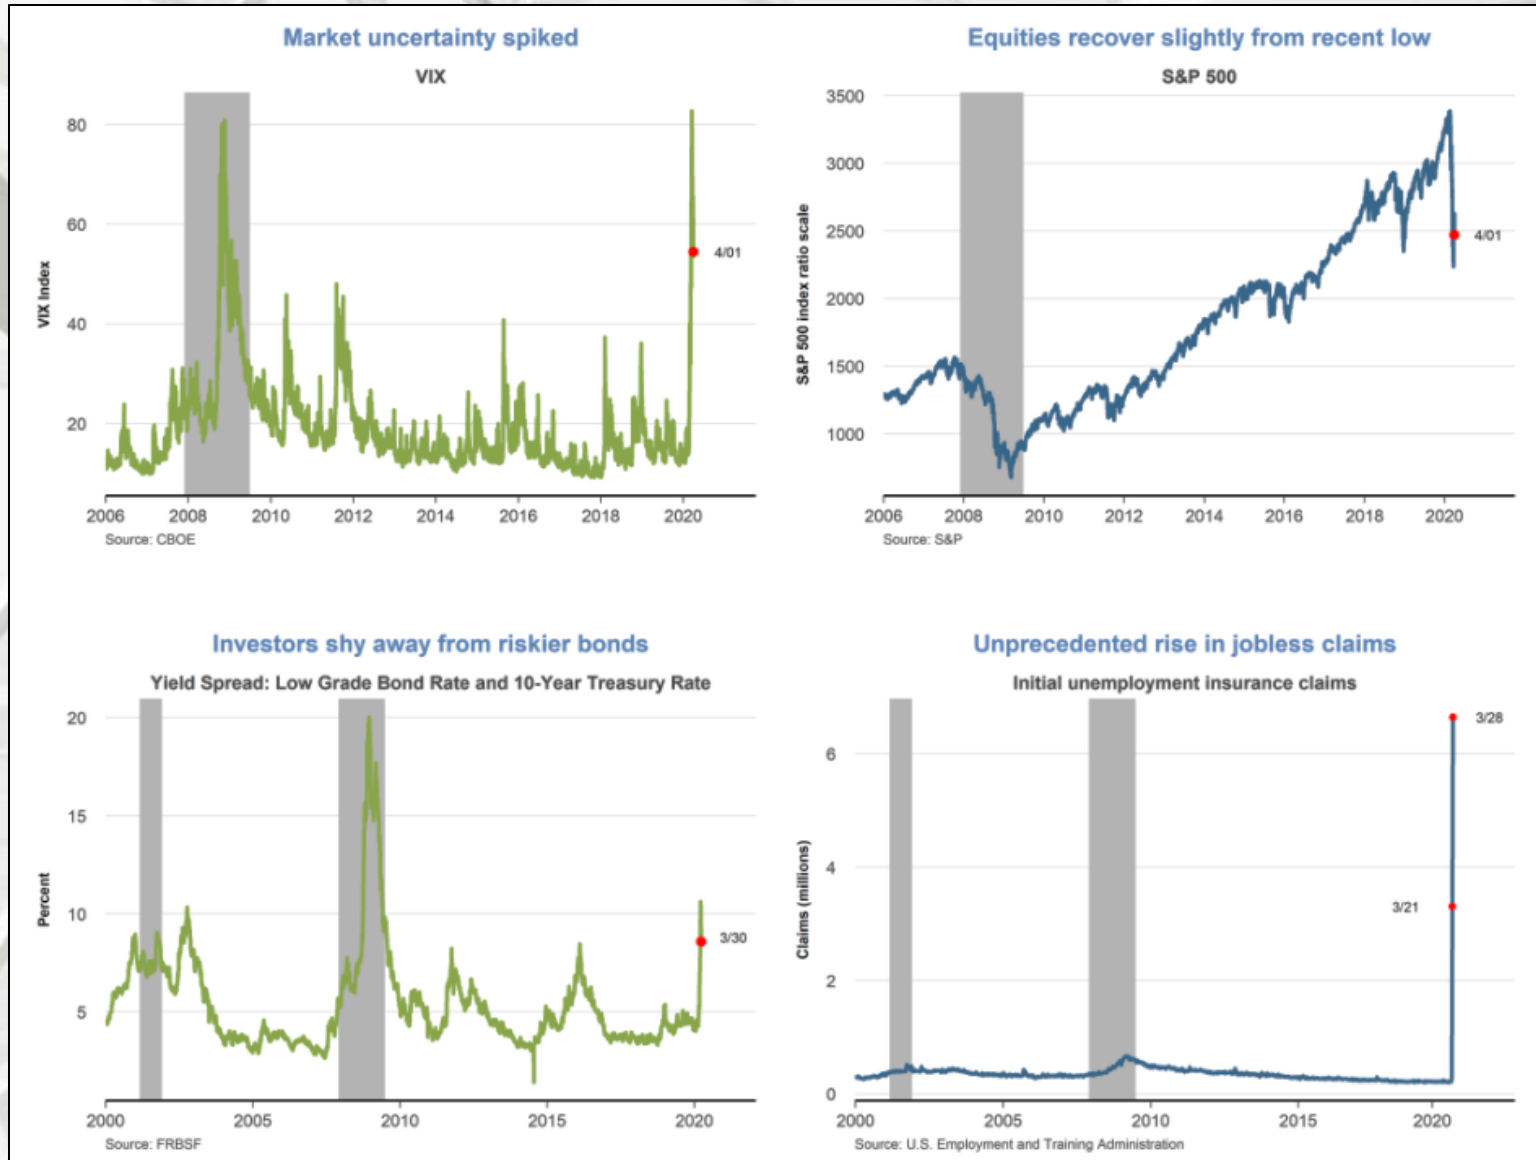 Market uncertainty spiked
VIX
VIX Index
80
60
40
20
4/01
2006 2008 2010 2012 2014 2016 2018 2020
Source: CBOE
Equities recover slightly from recent low
S&P 500
S&P 500 index ratio scale
3500
3000
2500
2000
1500
1000
4/01
2006 2008 2010 2012 2014 2016 2018 2020
Source: S&P
Investors shy away from riskier bonds
Yield Spread: Low Grade Bond Rate and 10-Year Treasury Rate
Percent
20
15
10
5
3/30
2000 2005 2010 2015 2020
Source: FRBSF
Unprecedented rise in jobless claims
Initial unemployment insurance claims
Claims (millions)
6
4
2
0
3/28
3/21
2000 2005 2010 2015 2020
Source: U.S. Employment and Training Administration